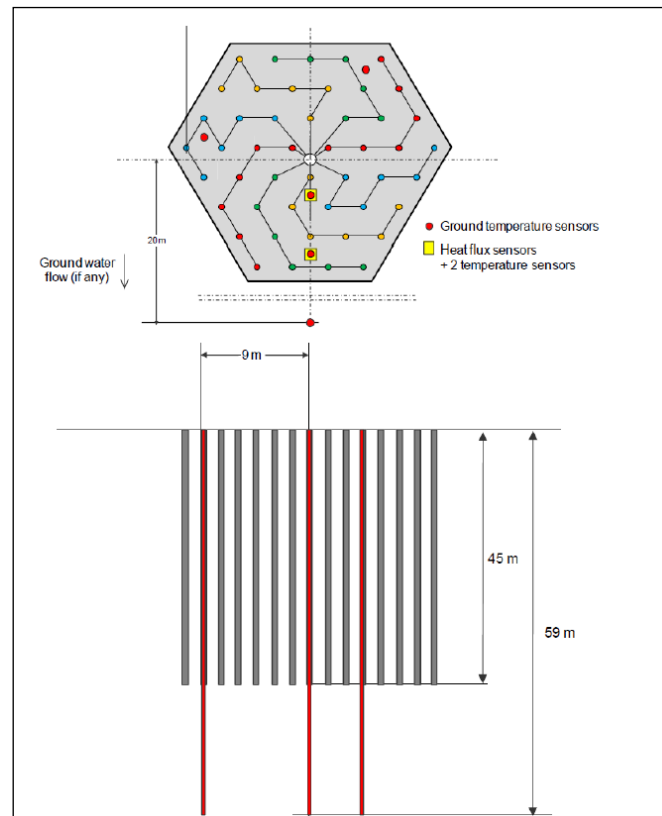 Ground temperature sensors
20m
Heat flux sensors
+ 2 temperature sensors
Ground water
flow (if any)
9 m
45 m
59 m